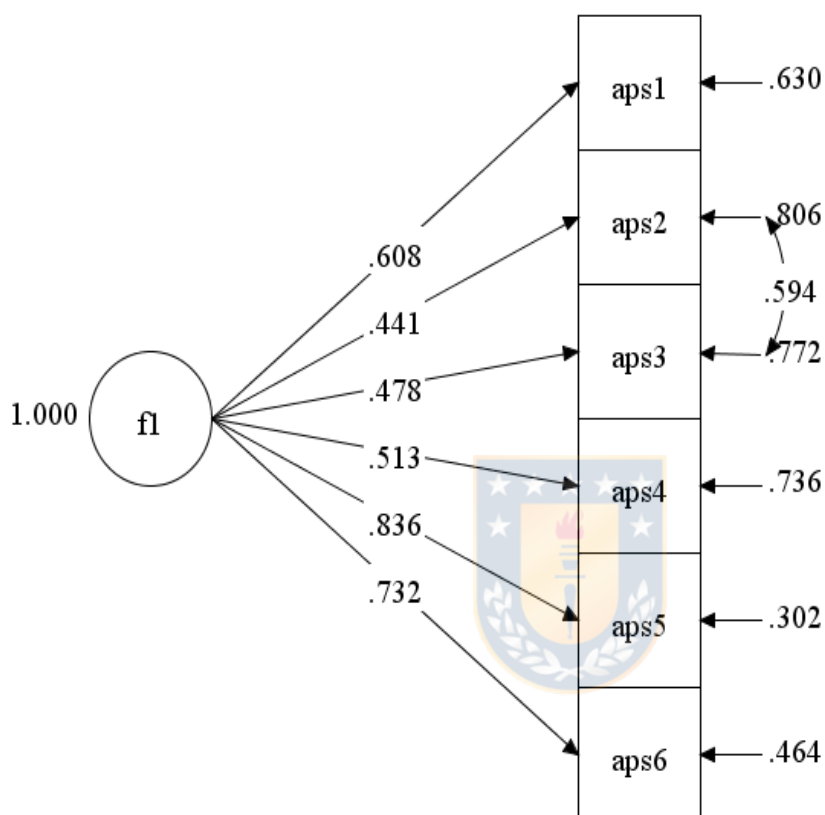 aps1
.630
aps2
.806
.608
.594
.441
aps3
.772
.478
1.000
f1
.513
aps4
.736
.836
.732
aps5
.302
aps6
.464